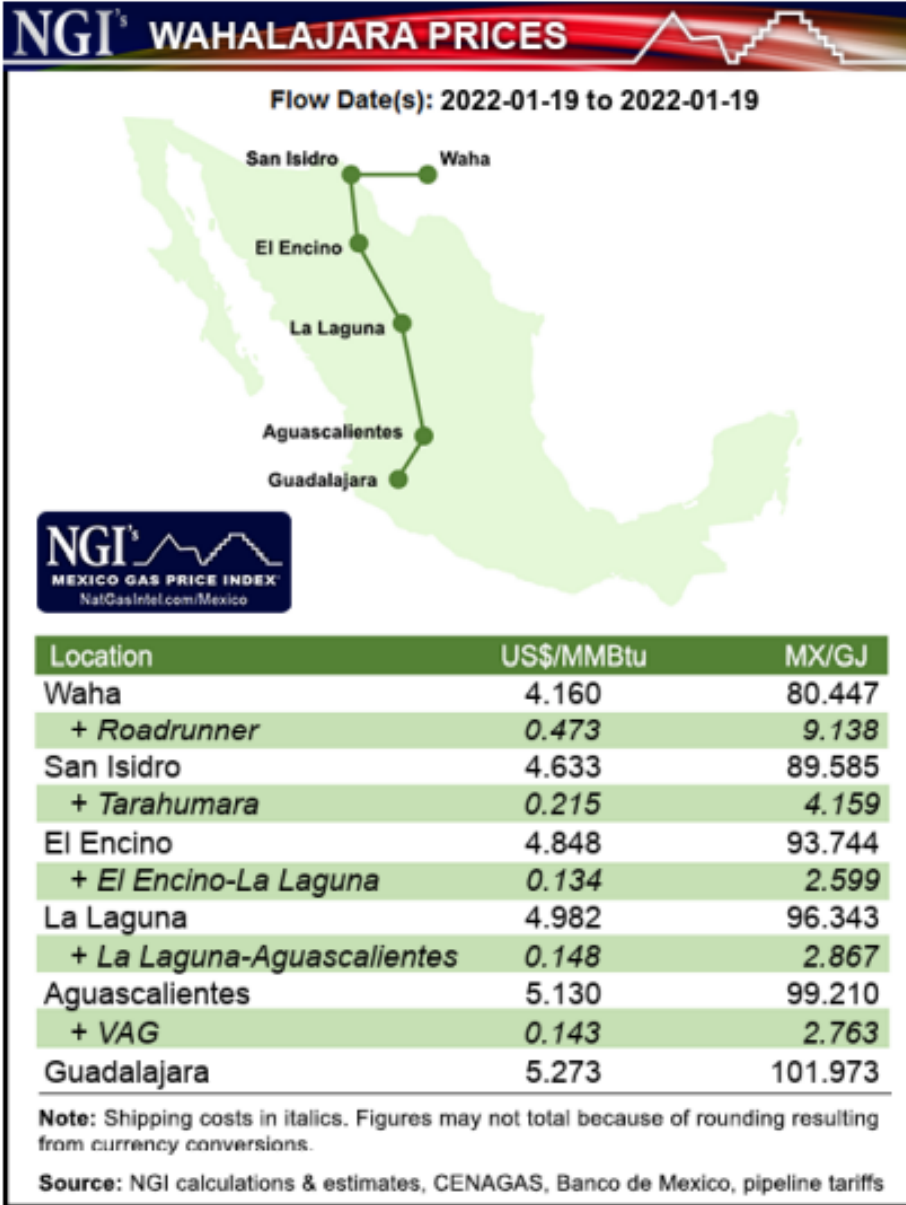 NGI's WAHALAJARA PRICES
Flow Date(s): 2022-01-19 to 2022-01-19
San Isidro Waha
El Encino
La Laguna
Aguascalientes
Guadalajara
NGI's
MEXICO GAS PRICE INDEX
NatGasIntel.com/Mexico
Location US$/MMBtu MX/GJ
Waha 4.160 80.447
+ Roadrunner 0.473 9.138
San Isidro 4.633 89.585
+ Tarahumara 0.215 4.159
El Encino 4.848 93.744
+ El Encino-La Laguna 0.134 2.599
La Laguna 4.982 96.343
+ La Laguna-Aguascalientes 0.148 2.867
Aguascalientes 5.130 99.210
+ VAG 0.143 2.763
Guadalajara 5.273 101.973
Note: Shipping costs in italics. Figures may not total because of rounding resulting
from currency conversions.
Source: NGI calculations & estimates, CENAGAS, Banco de Mexico, pipeline tariffs